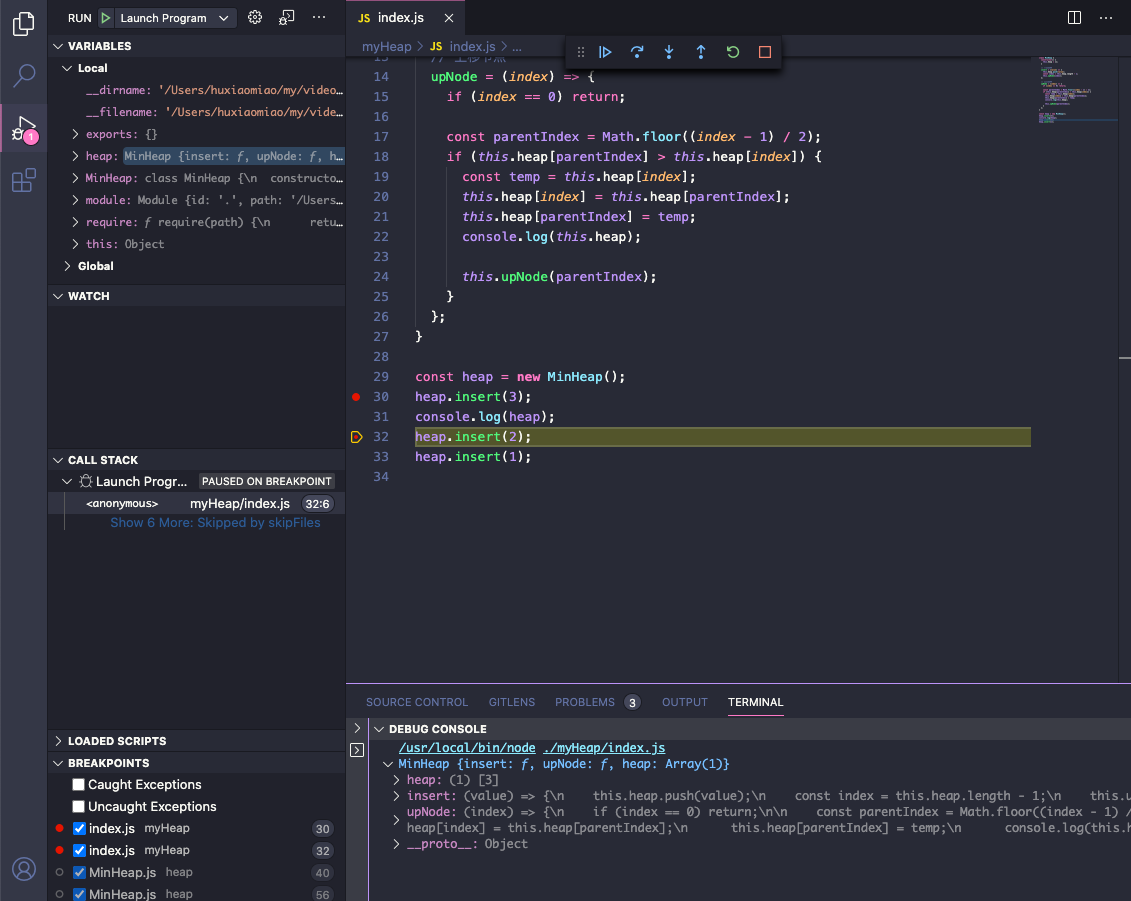 RUN Launch Program
VARIABLES
Local
__dirname: '/Users/huxiaomiao/my/video…
__filename: '/Users/huxiaomiao/my/vide…
exports: {}
heap: MinHeap {insert: ƒ, upNode: ƒ, h…
MinHeap: class MinHeap {\n  constructo…
module: Module {id: '.', path: '/Users…
require: ƒ require(path) {\n      retu…
this: Object
Global
WATCH
CALL STACK
Launch Progr... PAUSED ON BREAKPOINT
<anonymous> myHeap/index.js 32:6
Show 6 More: Skipped by skipFiles
LOADED SCRIPTS
BREAKPOINTS
Caught Exceptions
Uncaught Exceptions
index.js myHeap 30
index.js myHeap 32
MinHeap.js heap 40
MinHeap.js heap 56
1
JS index.js
myHeap > JS index.js > ...
13 // 上移节点
14 upNode = (index) => {
15 if (index == 0) return;
16
17 const parentIndex = Math.floor((index - 1) / 2);
18 if (this.heap[parentIndex] > this.heap[index]) {
19 const temp = this.heap[index];
20 this.heap[index] = this.heap[parentIndex];
21 this.heap[parentIndex] = temp;
22 console.log(this.heap);
23
24 this.upNode(parentIndex);
25 }
26 };
27 }
28
29 const heap = new MinHeap();
30 heap.insert(3);
31 console.log(heap);
32 heap.insert(2);
33 heap.insert(1);
34
SOURCE CONTROL GITLENS PROBLEMS 3 OUTPUT TERMINAL
DEBUG CONSOLE
/usr/local/bin/node ./myHeap/index.js
MinHeap {insert: ƒ, upNode: ƒ, heap: Array(1)}
heap: (1) [3]
insert: (value) => {\n    this.heap.push(value);\n    const index = this.heap.length - 1;\n    this.u
upNode: (index) => {\n    if (index == 0) return;\n\n    const parentIndex = Math.floor((index - 1) /
heap[index] = this.heap[parentIndex];\n      this.heap[parentIndex] = temp;\n      console.log(this.h
__proto__: Object